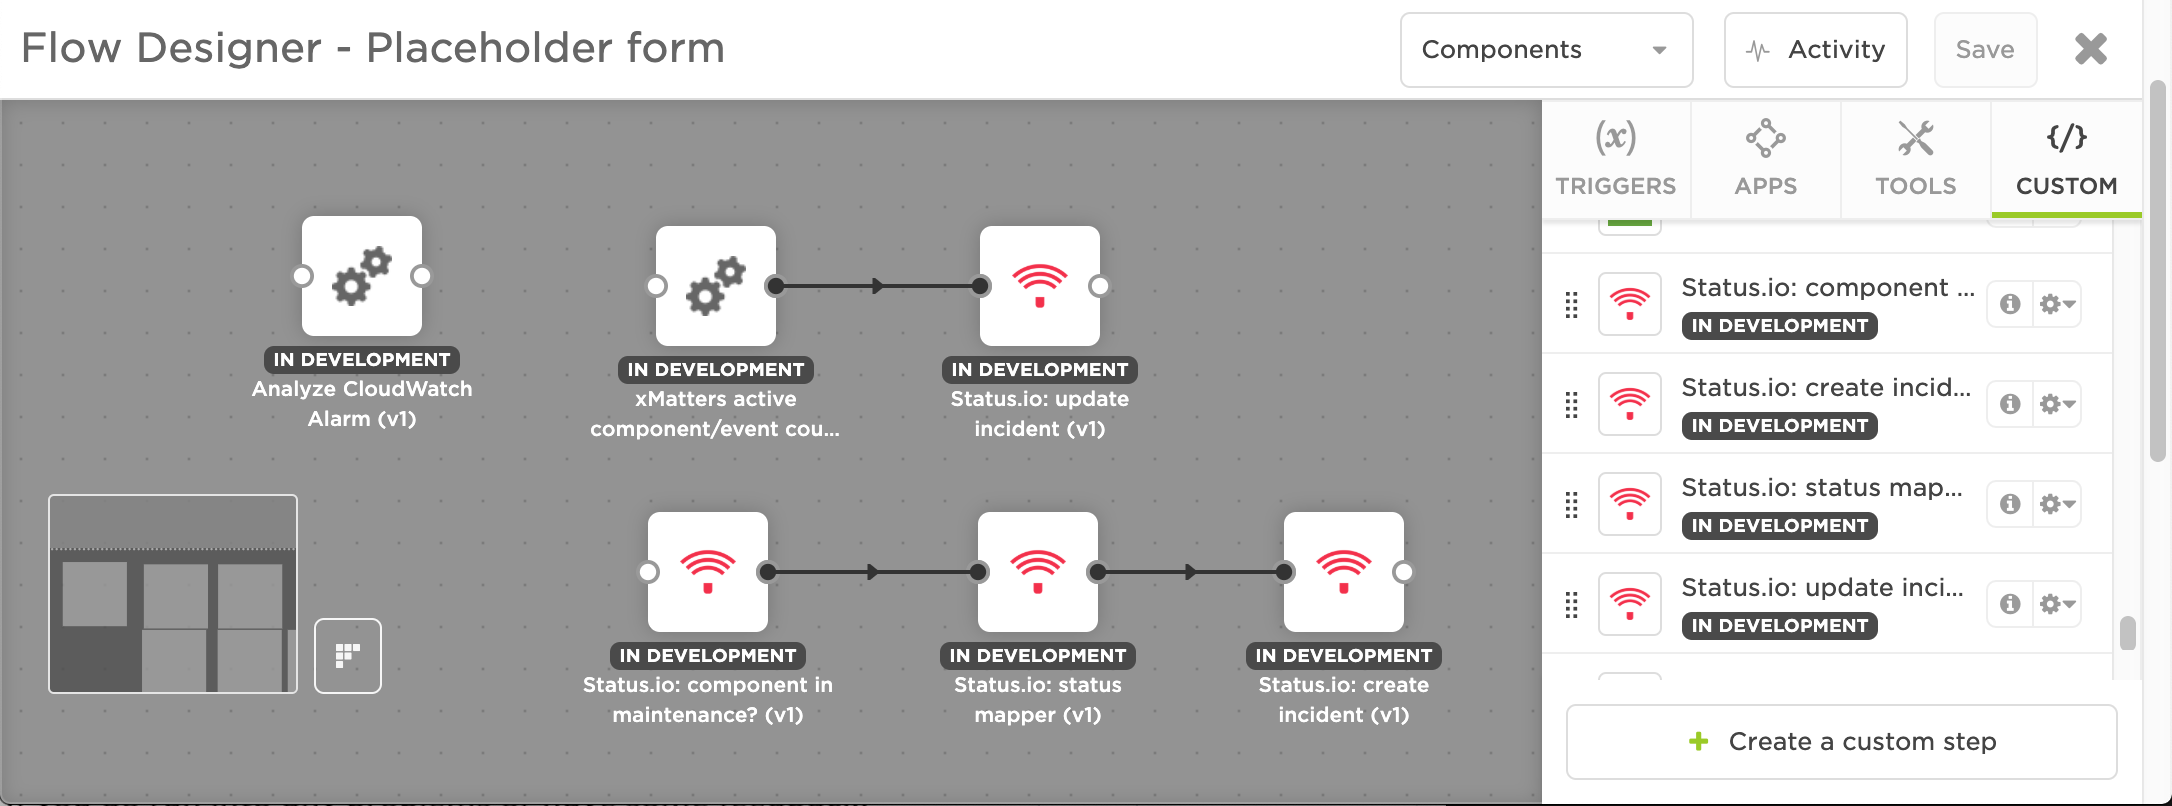 Flow Designer - Placeholder form
Components
Activity
Save
(x)
TRIGGERS
APPS
TOOLS
{/}
CUSTOM
IN DEVELOPMENT
Analyze CloudWatch
Alarm (v1)
IN DEVELOPMENT
xMatters active
component/event cou...
IN DEVELOPMENT
Status.io: update
incident (v1)
IN DEVELOPMENT
Status.io: component in
maintenance? (v1)
IN DEVELOPMENT
Status.io: status
mapper (v1)
IN DEVELOPMENT
Status.io: create
incident (v1)
Status.io: component ...
IN DEVELOPMENT
Status.io: create incid...
IN DEVELOPMENT
Status.io: status map...
IN DEVELOPMENT
Status.io: update inci...
IN DEVELOPMENT
Create a custom step